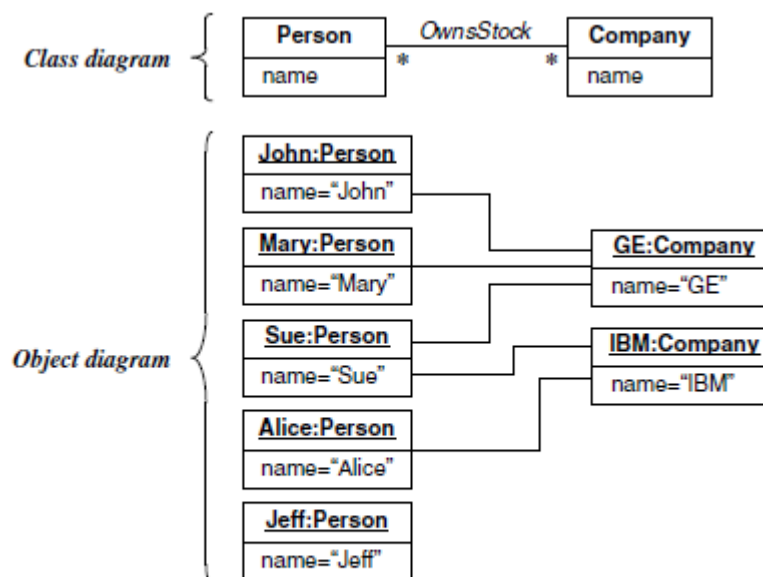 Class diagram
Person
OwnsStock
Company
*
*
name
name
Object diagram
John:Person
name=“John”
Mary:Person
name=“Mary”
GE:Company
name=“GE”
Sue:Person
name=“Sue”
IBM:Company
name=“IBM”
Alice:Person
name=“Alice”
Jeff:Person
name=“Jeff”